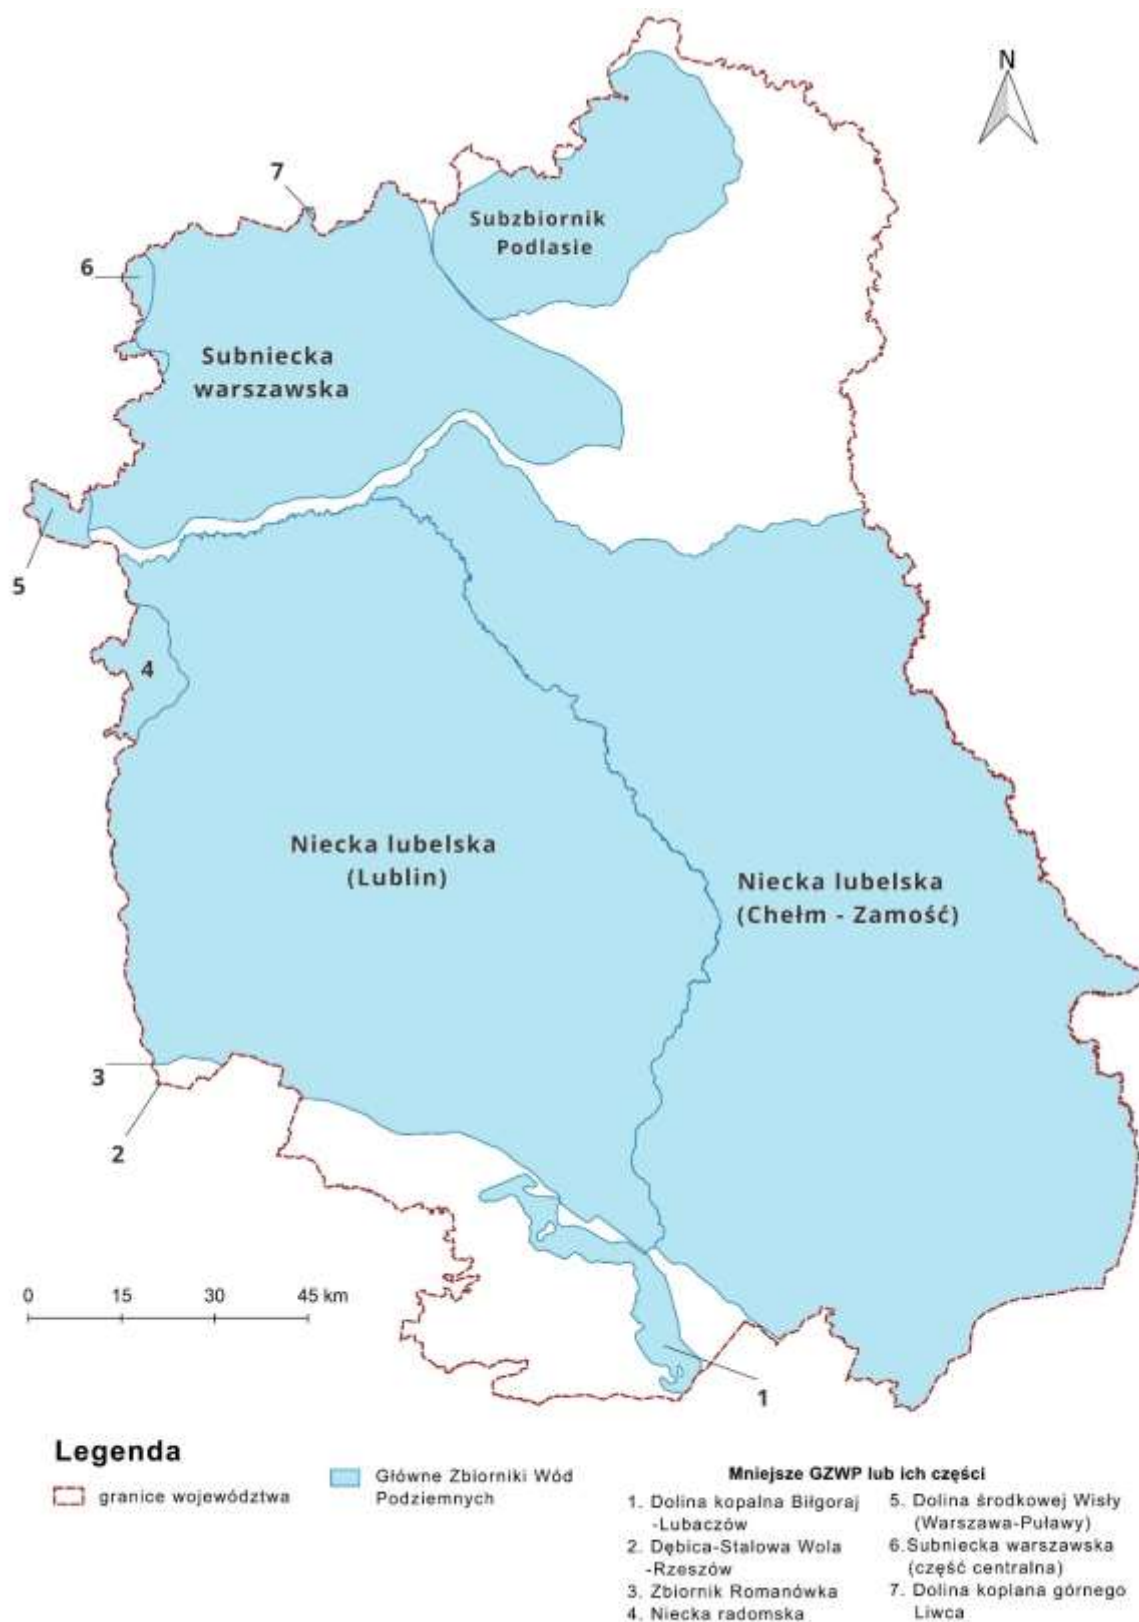 N
7
Subzbiornik
Podlasie
6
Subniecka
warszawska
5
4
Niecka lubelska
(Lublin)
Niecka lubelska
(Chełm - Zamość)
3
2
0 15 30 45 km
1
Legenda
granice województwa
Główne Zbiorniki Wód
Podziemnych
Mniejsze GZWP lub ich części
1. Dolina kopalna Biłgoraj
-Lubaczów
2. Dębica-Stalowa Wola
-Rzeszów
3. Zbiornik Romanówka
4. Niecka radomska
5. Dolina środkowej Wisły
(Warszawa-Puławy)
6.Subniecka warszawska
(część centralna)
7. Dolina koplana górnego
Liwca